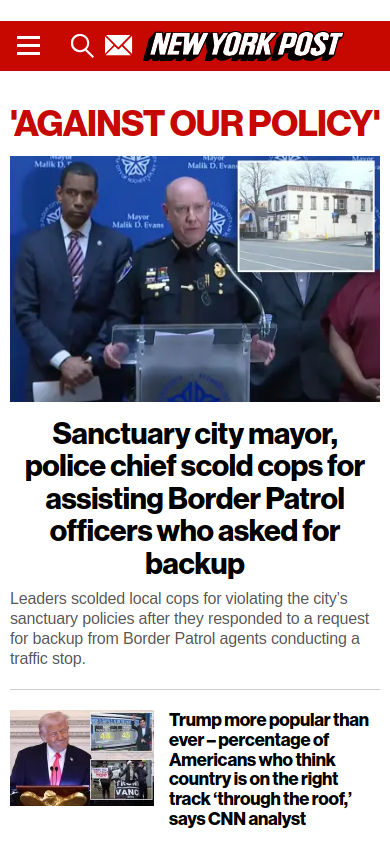 NEW YORK POST
'AGAINST OUR POLICY'
Mayor
Malik D. Evans
Mayor
Malik D. Evans
Sanctuary city mayor,
police chief scold cops for
assisting Border Patrol
officers who asked for
backup
Leaders scolded local cops for violating the city's
sanctuary policies after they responded to a request
for backup from Border Patrol agents conducting a
traffic stop.
Trump more popular than
ever – percentage of
Americans who think
country is on the right
track ‘through the roof,’
says CNN analyst